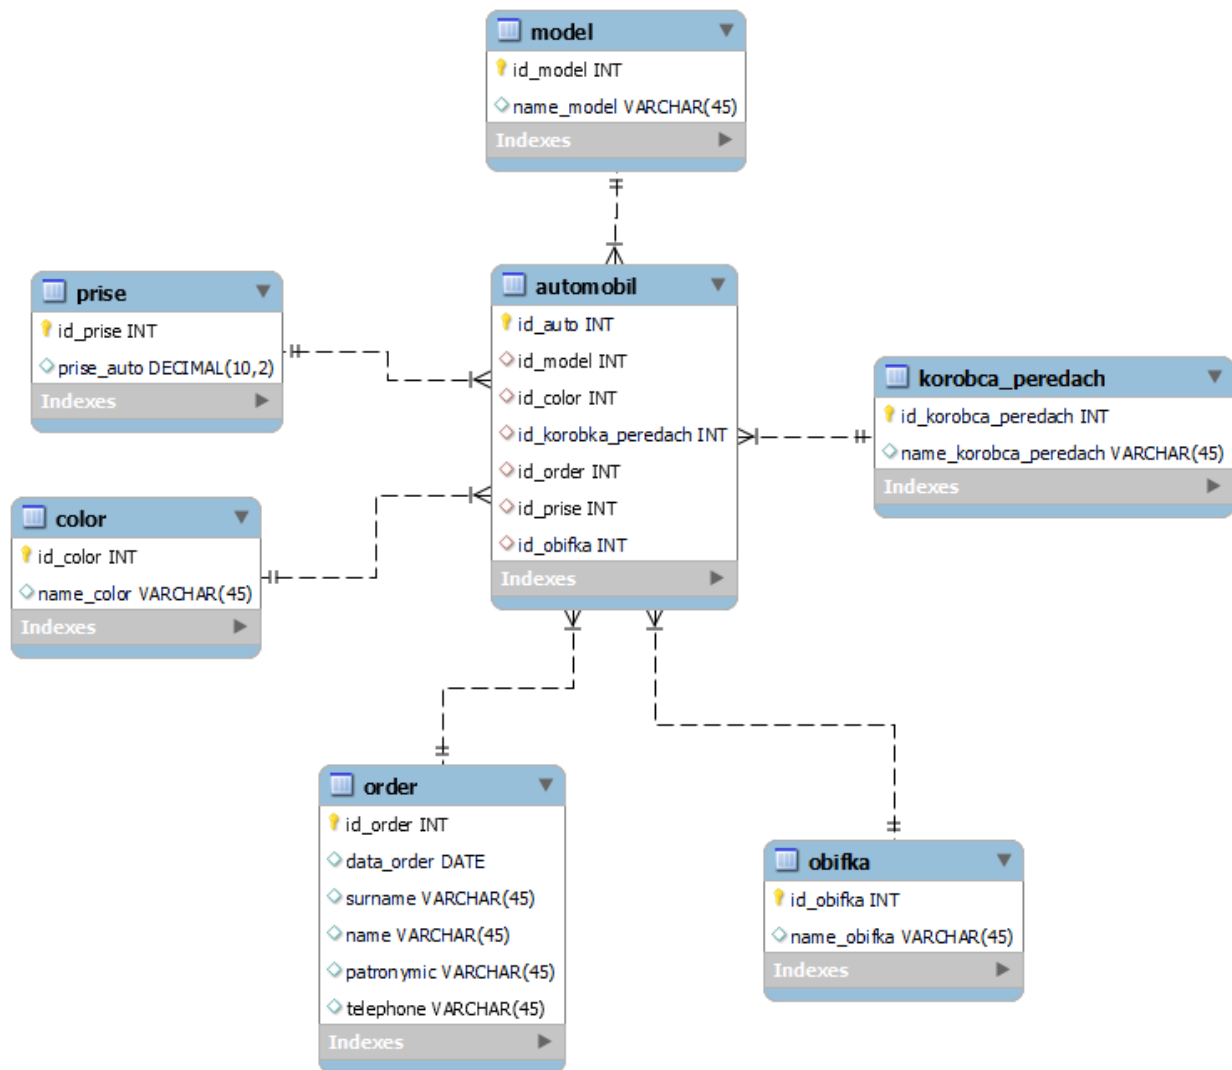 model
id_model INT
name_model VARCHAR(45)
Indexes
prise
id_prise INT
prise_auto DECIMAL(10,2)
Indexes
automobil
id_auto INT
id_model INT
id_color INT
id_korobka_peredach INT
id_order INT
id_prise INT
id_obifka INT
Indexes
korobca_peredach
id_korobca_peredach INT
name_korobca_peredach VARCHAR(45)
Indexes
color
id_color INT
name_color VARCHAR(45)
Indexes
order
id_order INT
data_order DATE
surname VARCHAR(45)
name VARCHAR(45)
patronymic VARCHAR(45)
telephone VARCHAR(45)
Indexes
obifka
id_obifka INT
name_obifka VARCHAR(45)
Indexes